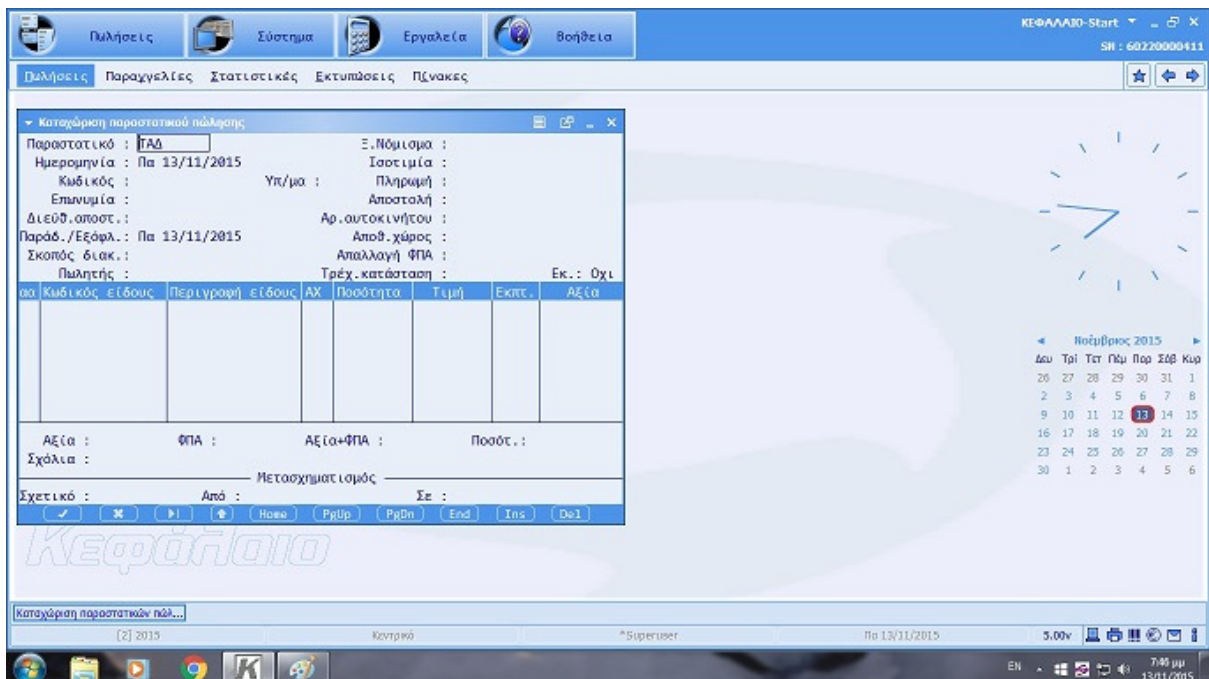 Πωλήσεις Σύστημα Εργαλεία Βοήθεια
ΚΕΦΑΛΑΙΟ-Start
SN : 60220000411
Πωλήσεις Παραγγελίες Στατιστικές Εκτυπώσεις Πίνακες
Καταχώριση παραστατικού πώλησης
Παραστατικό : ΤΑΔ Ξ.Νόμισμα :
Ημερομηνία : Πα 13/11/2015 Ισοτιμία :
Κωδικός : Υπ/μα : Πληρωμή :
Επωνυμία : Αποστολή :
Διεύθ.αποστ.: Αρ.αυτοκινήτου :
Παράδ./Εξόφλ.: Πα 13/11/2015 Αποθ.χώρος :
Σκοπός διακ.: Απαλλαγή ΦΠΑ :
Πωλητής : Τρέχ.κατάσταση : Εκ.: Οχι
αα Κωδικός είδους Περιγραφή είδους ΑΧ Ποσότητα Τιμή Εκπτ. Αξία
Αξία : ΦΠΑ : Αξία+ΦΠΑ : Ποσότ.:
Σχόλια :
Μετασχηματισμός
Σχετικό : Από : Σε :
Home PgUp PgDn End Ins Del
Κεφάλαιο
Νοέμβριος 2015
Δευ Τρί Τετ Πέμ Παρ Σάβ Κυρ
26 27 28 29 30 31 1
2 3 4 5 6 7 8
9 10 11 12 13 14 15
16 17 18 19 20 21 22
23 24 25 26 27 28 29
30 1 2 3 4 5 6
Καταχώριση παραστατικών πώλ...
[2] 2015 Κεντρικό *Superuser Πα 13/11/2015 5.00v
K EN 7:46 μμ
13/11/2015